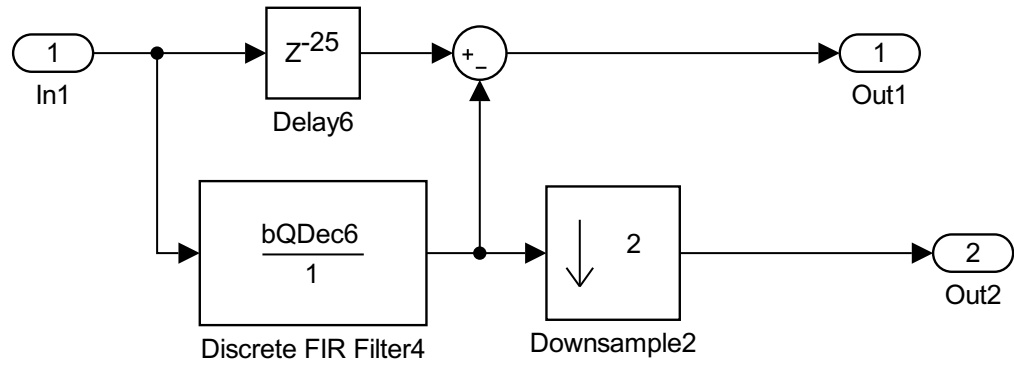 1
In1
Z-25
Delay6
+
−
1
Out1
bQDec6
1
Discrete FIR Filter4
2
Downsample2
2
Out2